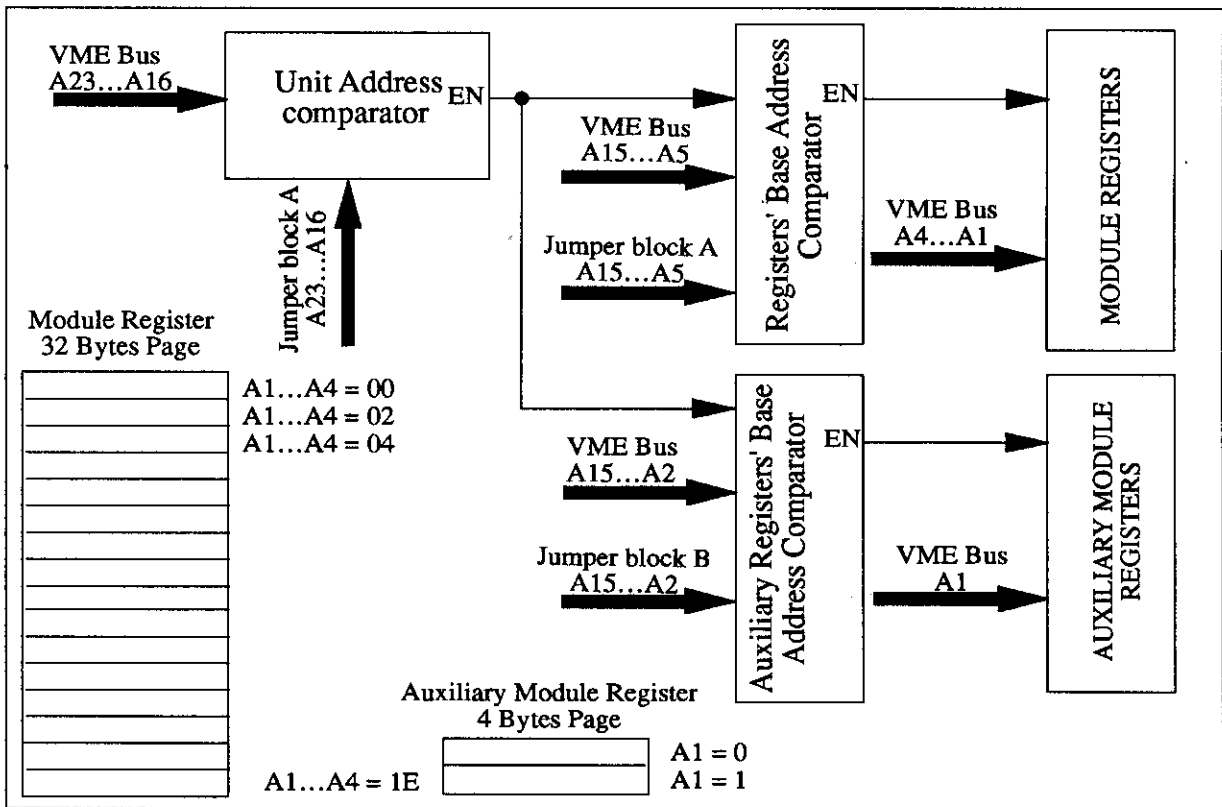 VME Bus
A23...A16
Unit Address
comparator
EN
Jumper block A
A23...A16
VME Bus
A15...A5
Jumper block A
A15...A5
Registers' Base Address
Comparator
EN
VME Bus
A4...A1
MODULE REGISTERS
Module Register
32 Bytes Page
A1...A4 = 00
A1...A4 = 02
A1...A4 = 04
A1...A4 = 1E
VME Bus
A15...A2
Jumper block B
A15...A2
Auxiliary Registers' Base
Address Comparator
EN
VME Bus
A1
AUXILIARY MODULE
REGISTERS
Auxiliary Module Register
4 Bytes Page
A1 = 0
A1 = 1